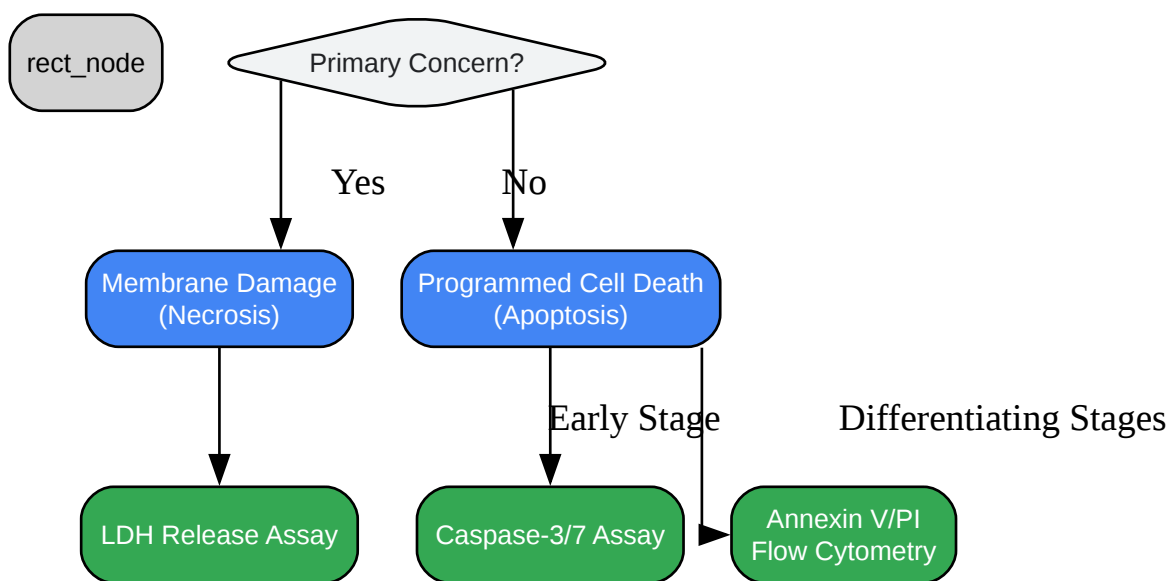 rect_node
Primary Concern?
Yes
No
Membrane Damage
(Necrosis)
Programmed Cell Death
(Apoptosis)
Early Stage
Differentiating Stages
LDH Release Assay
Caspase-3/7 Assay
Annexin V/PI
Flow Cytometry